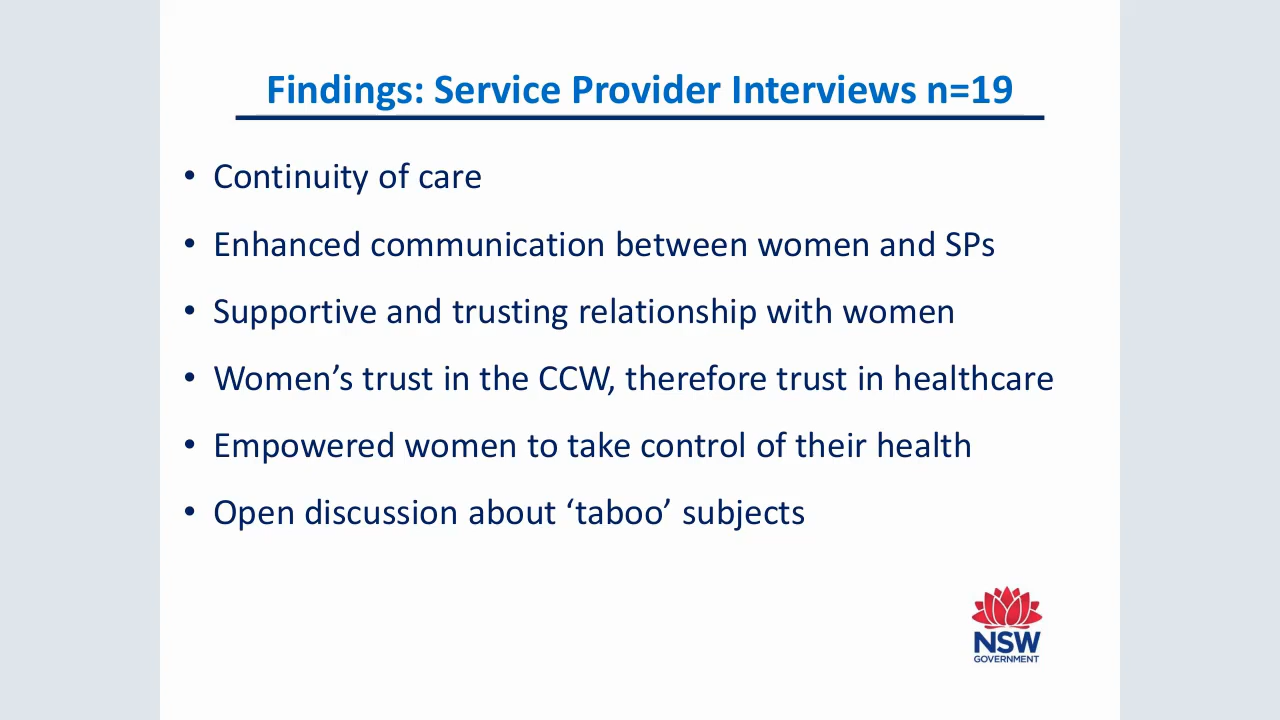 Findings: Service Provider Interviews n=19
• Continuity of care
• Enhanced communication between women and SPs
• Supportive and trusting relationship with women
• Women’s trust in the CCW, therefore trust in healthcare
• Empowered women to take control of their health
• Open discussion about ‘taboo’ subjects
NSW
GOVERNMENT